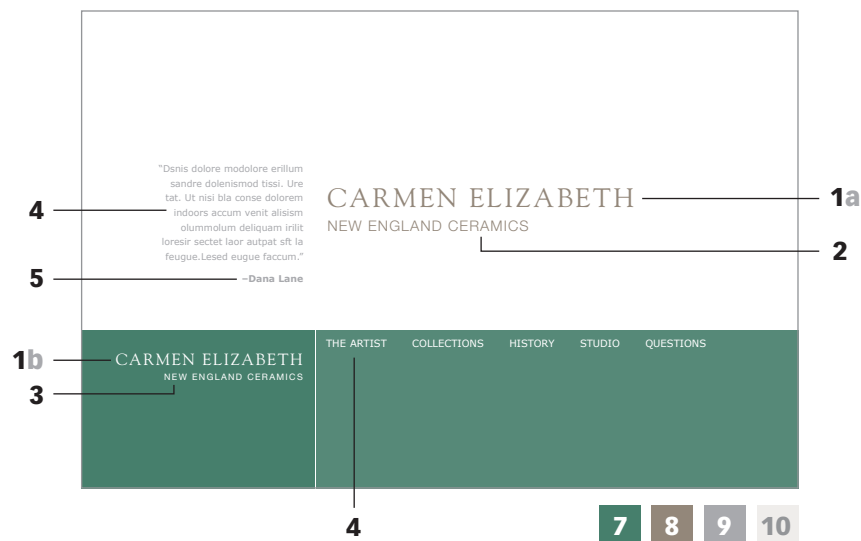 "Dsnis dolore modolore erillum
sandre dolenismod tissi. Ure
tat. Ut nisi bla conse dolorem
indoors accum venit alisism
olummolum deliquam irilit
loresir sectet laor autpat sft la
feugue.Lesed eugue faccum."
–Dana Lane
4
5
CARMEN ELIZABETH
NEW ENGLAND CERAMICS
1a
2
1b
3
CARMEN ELIZABETH
NEW ENGLAND CERAMICS
THE ARTIST COLLECTIONS HISTORY STUDIO QUESTIONS
4
7 8 9 10